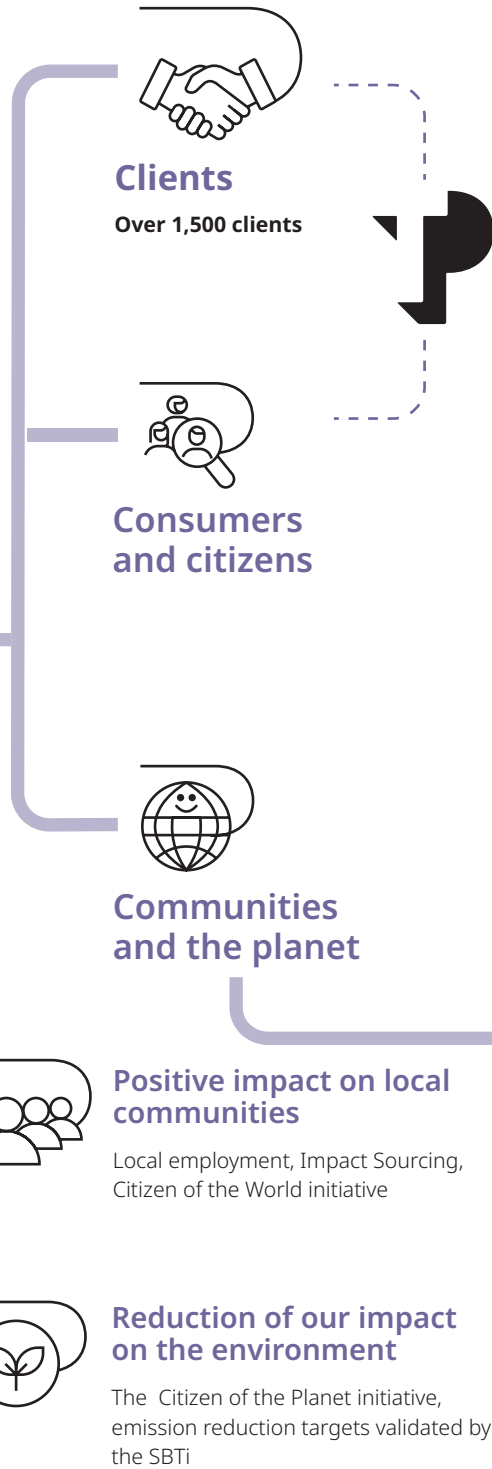 Clients
Over 1,500 clients
Consumers
and citizens
Communities
and the planet
Positive impact on local
communities
Local employment, Impact Sourcing,
Citizen of the World initiative
Reduction of our impact
on the environment
The  Citizen of the Planet initiative,
emission reduction targets validated by
the SBTi